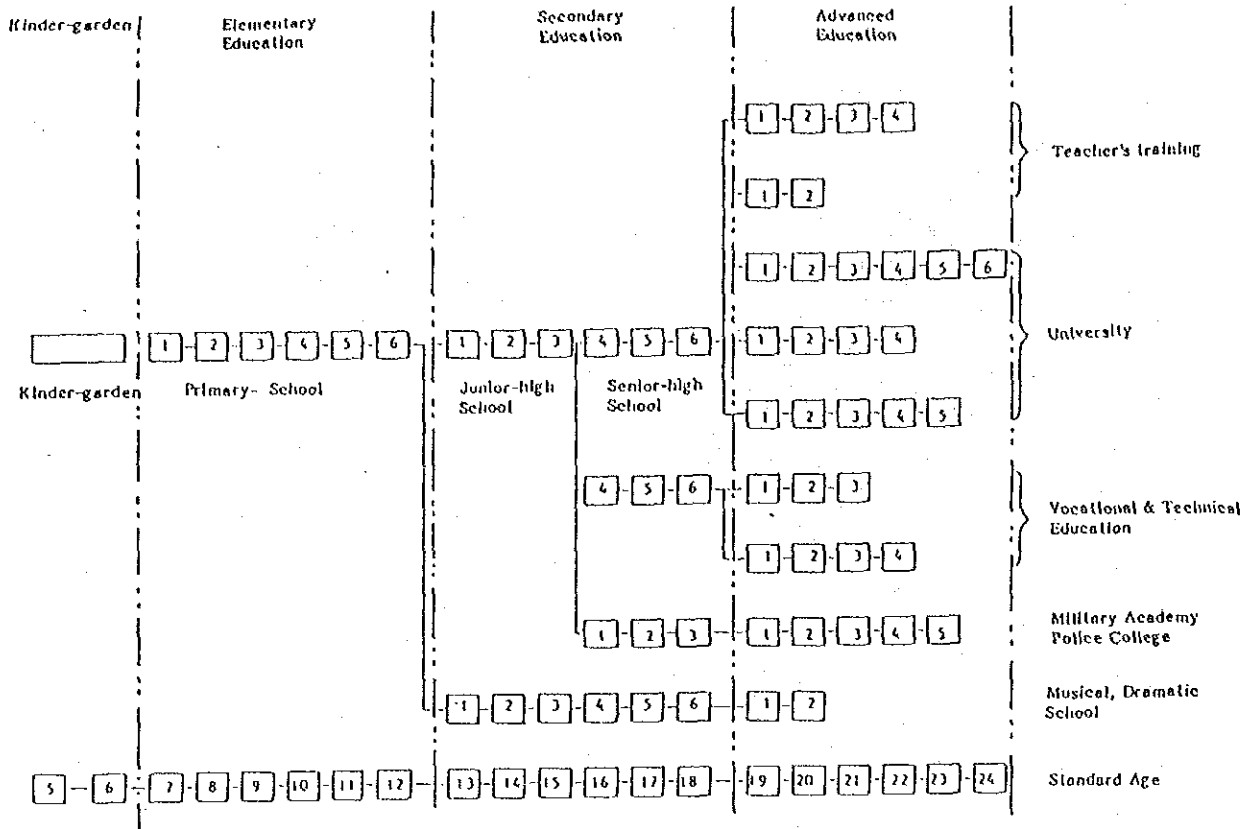 Kinder-garden
Elementary
Education
Secondary
Education
Advanced
Education
1 2 3 4
Teacher's training
1 2
1 2 3 4 5 6
University
1 2 3 4 5 6 1 2 3 4 5 6 1 2 3 4
Kinder-garden
Primary- School
Junior-high
School
Senior-high
School
1 2 3 4 5
4 5 6 1 2 3
Vocational & Technical
Education
1 2 3 4
1 2 3 1 2 3 4 5
Military Academy
Police College
1 2 3 4 5 6 1 2
Musical, Dramatic
School
5 6 7 8 9 10 11 12 13 14 15 16 17 18 19 20 21 22 23 24
Standard Age